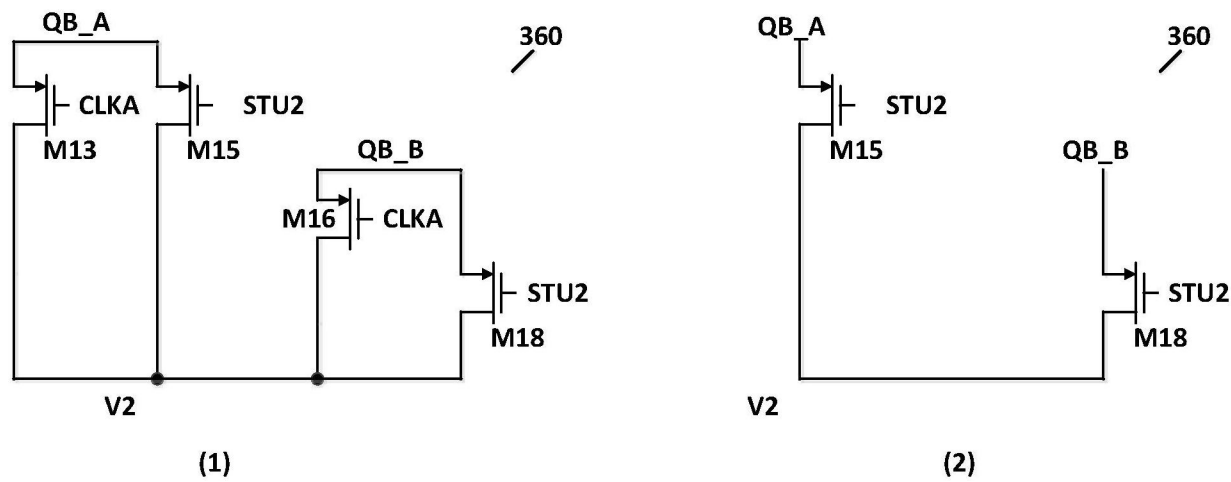 QB_A
360
CLKA
STU2
M13
M15
QB_B
M16
CLKA
STU2
M18
V2
(1)
QB_A
360
STU2
M15
QB_B
STU2
M18
V2
(2)